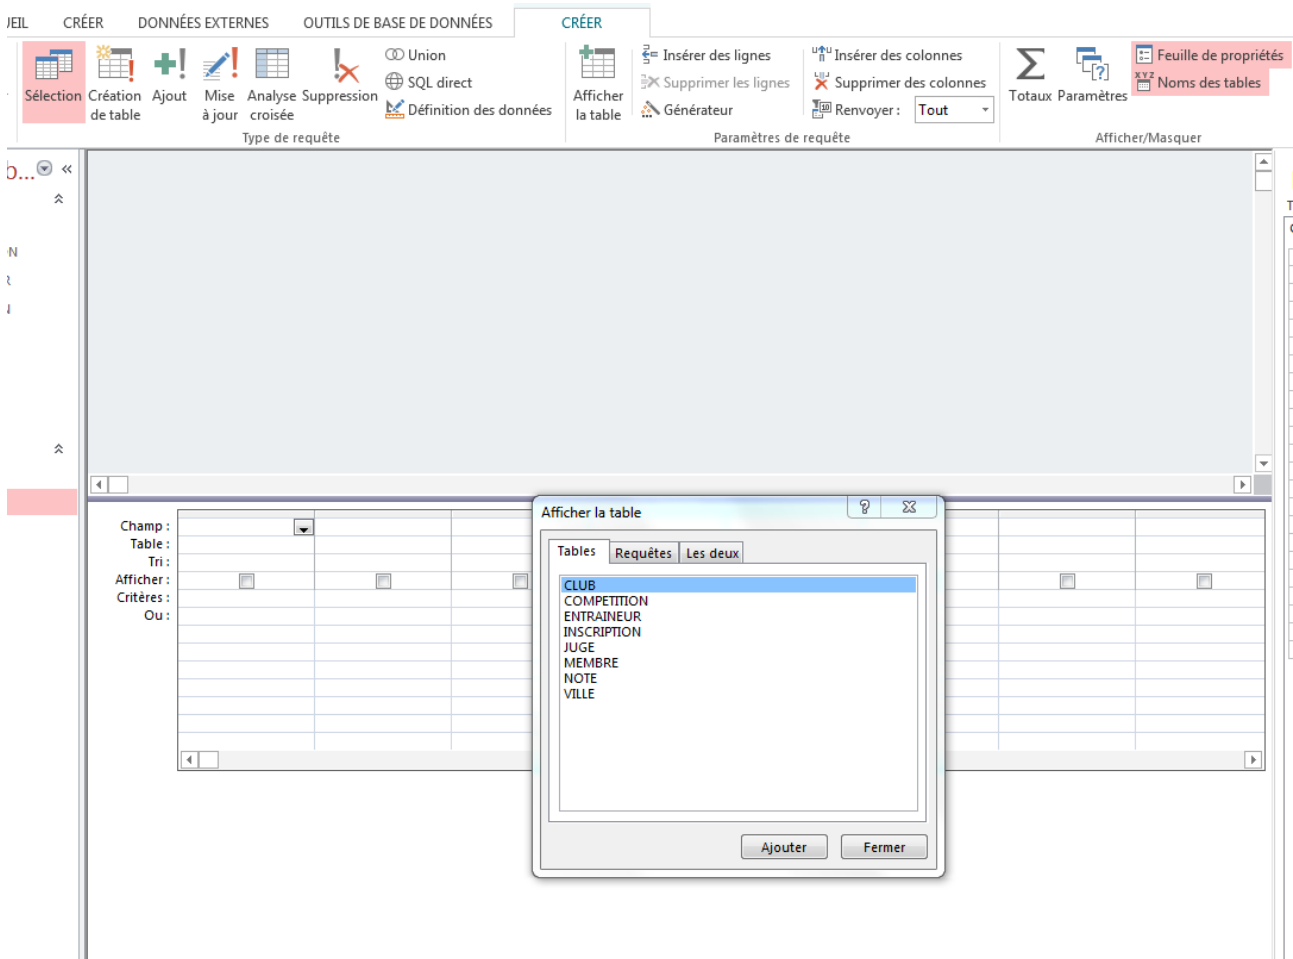 JEIL CRÉER DONNÉES EXTERNES OUTILS DE BASE DE DONNÉES CRÉER
Sélection
Création
de table
Ajout
Mise
à jour
Analyse
croisée
Suppression
Union
SQL direct
Définition des données
Type de requête
Afficher
la table
Insérer des lignes
Supprimer les lignes
Générateur
Insérer des colonnes
Supprimer des colonnes
Renvoyer : Tout
Paramètres de requête
Totaux
Paramètres
Feuille de propriétés
XYZ
Noms des tables
Afficher/Masquer
b...
N
R
N
Champ :
Table :
Tri :
Afficher :
Critères :
Ou :
Afficher la table
Tables Requêtes Les deux
CLUB
COMPETITION
ENTRAINEUR
INSCRIPTION
JUGE
MEMBRE
NOTE
VILLE
Ajouter Fermer